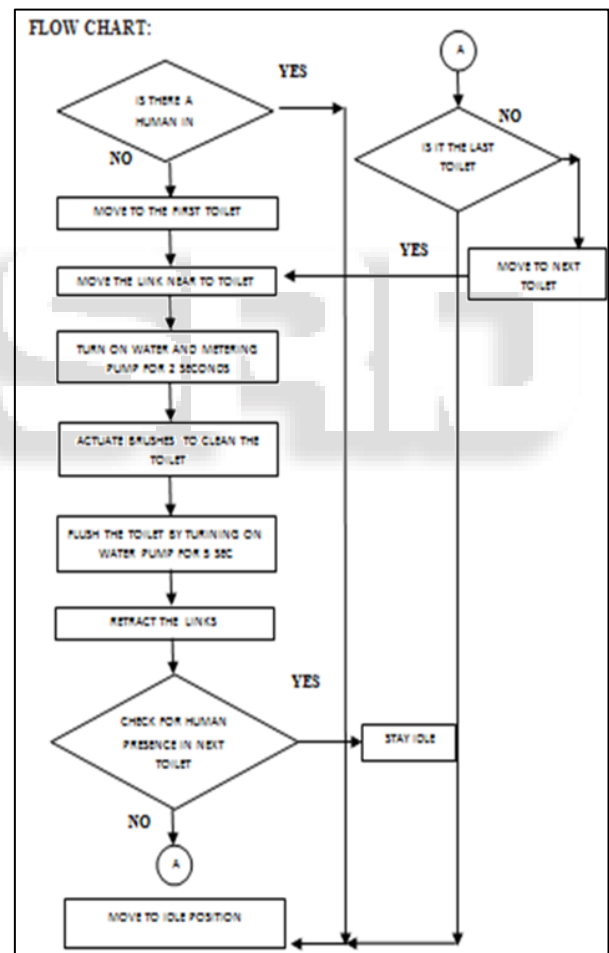 FLOW CHART:
YES
IS THERE A
HUMAN IN
NO
MOVE TO THE FIRST TOILET
MOVE THE LINK NEAR TO TOILET
TURN ON WATER AND METERING
PUMP FOR 2 SECONDS
ACTUATE BRUSHES TO CLEAN THE
TOILET
FLUSH THE TOILET BY TURINING ON
WATER PUMP FOR 5 SEC
RETRACT THE LINKS
YES
CHECK FOR HUMAN
PRESENCE IN NEXT
TOILET
STAY IDLE
NO
A
MOVE TO IDLE POSITION
A
NO
IS IT THE LAST
TOILET
YES
MOVE TO NEXT
TOILET